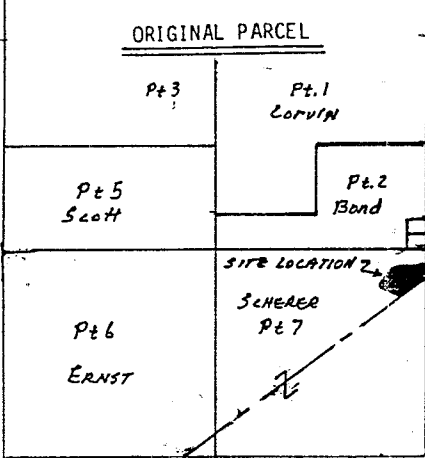 ORIGINAL PARCEL
Pt 3
Pt. 1
Corvin
Pt 5
Scott
Pt. 2
Bond
SITE LOCATION
SCHERER
Pt 7
Pt 6
ERNST